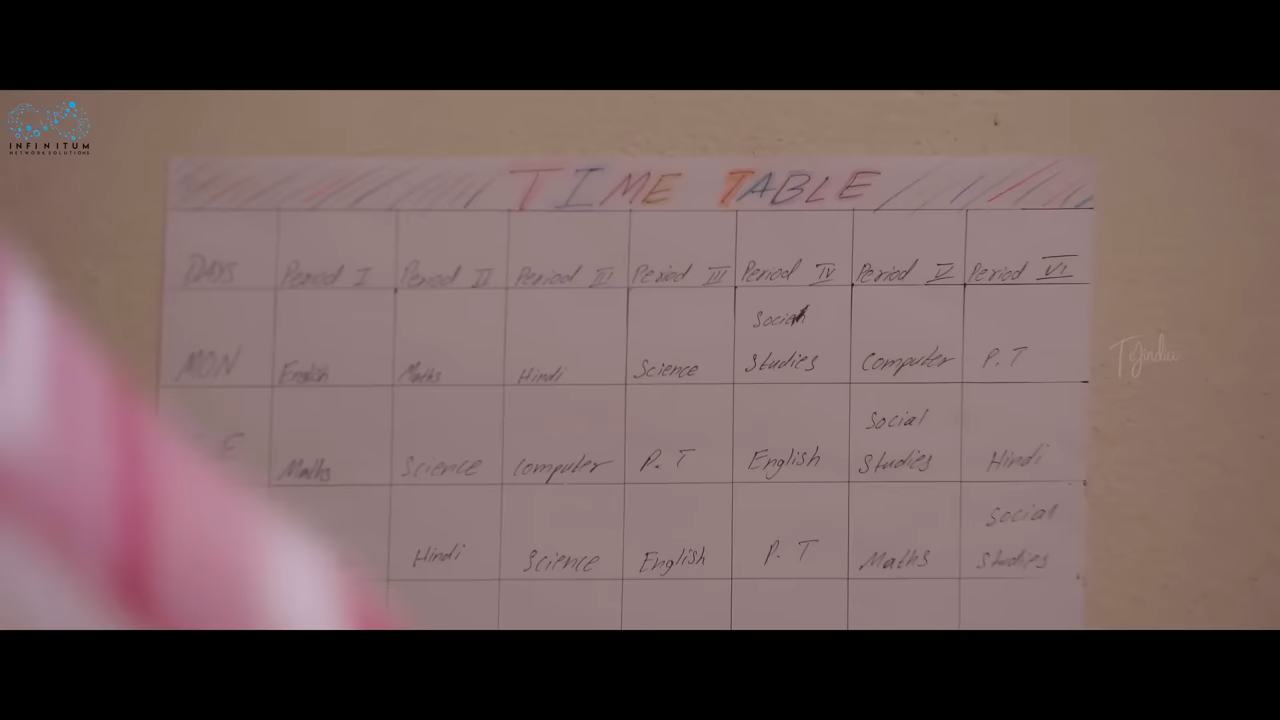 INFINITUM
NETWORK SOLUTIONS
TIME TABLE
DAYS Period I Period II Period III Period III Period IV Period V Period VI
Social
MON English Maths Hindi Science Studies Computer P.T
Social
E Maths Science Computer P.T English Studies Hindi
Social
Hindi Science English P.T Maths Studies